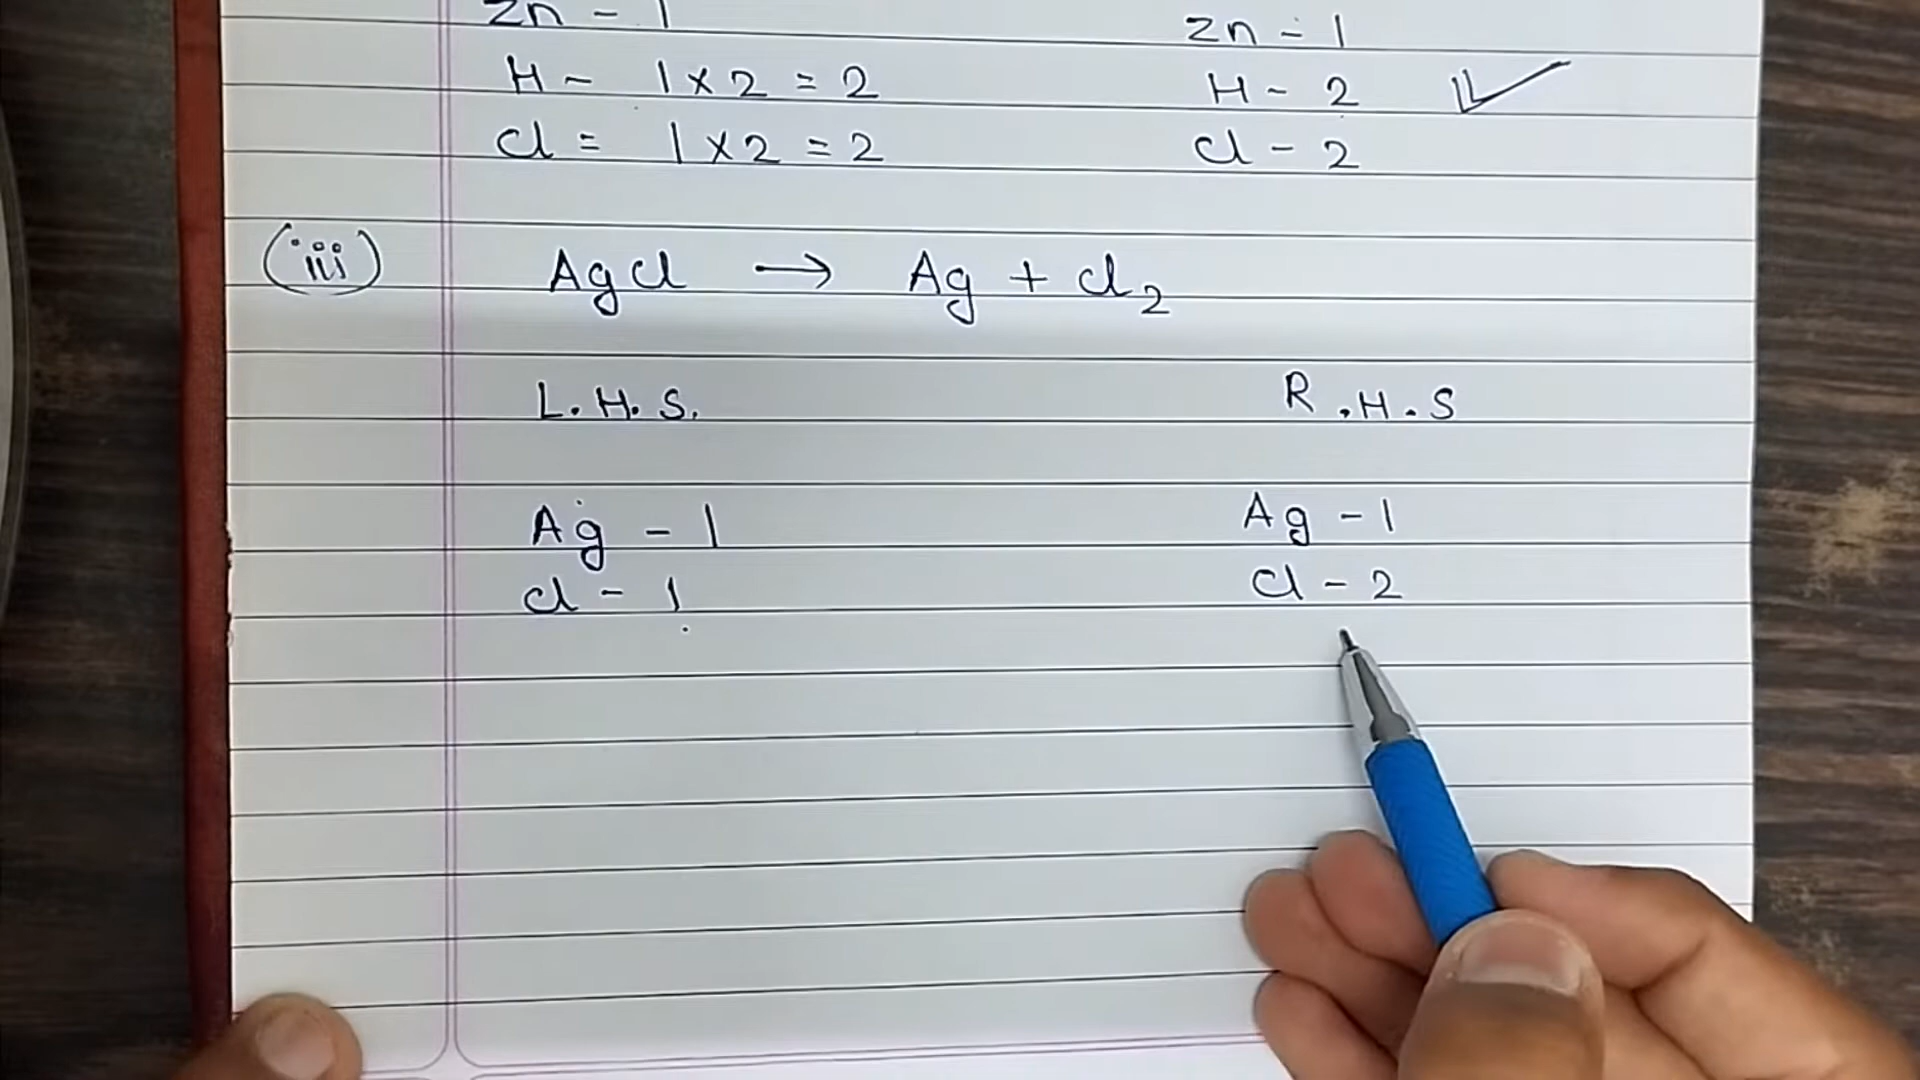 Zn - 1 Zn - 1
H - 1 x 2 = 2 H - 2
Cl = 1 x 2 = 2 Cl - 2
(iii) AgCl → Ag + Cl₂
L.H.S. R.H.S
Ag - 1 Ag - 1
Cl - 1 Cl - 2